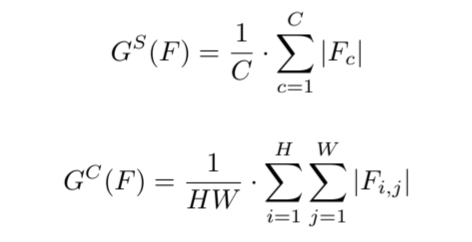 G^S(F) = \frac{1}{C} \cdot \sum_{c=1}^{C} |F_c|
G^C(F) = \frac{1}{HW} \cdot \sum_{i=1}^{H} \sum_{j=1}^{W} |F_{i,j}|